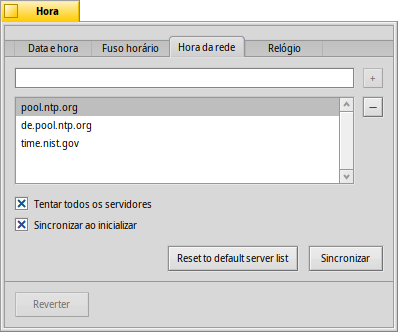 Hora
Data e hora
Fuso horário
Hora da rede
Relógio
+
pool.ntp.org
−
de.pool.ntp.org
time.nist.gov
Tentar todos os servidores
Sincronizar ao inicializar
Reset to default server list
Sincronizar
Reverter